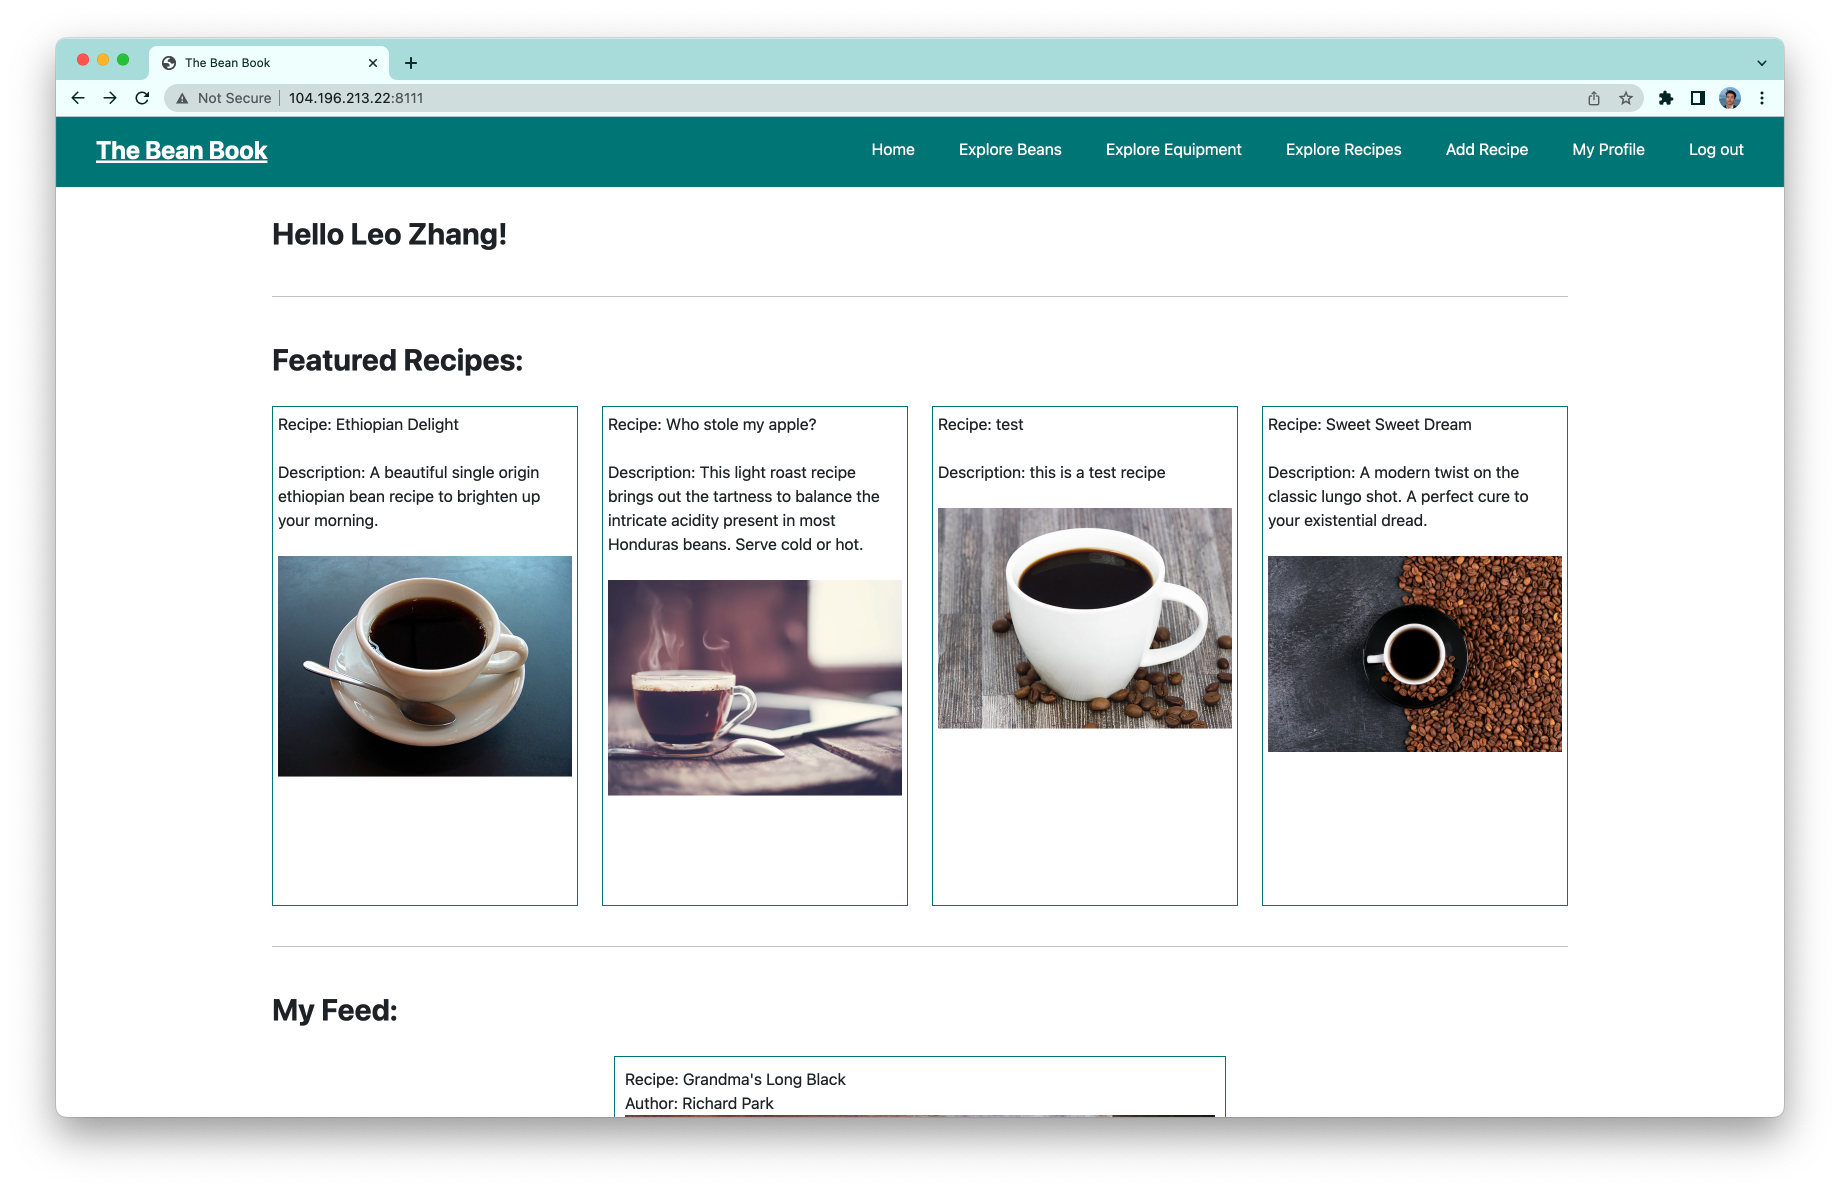 The Bean Book
Not Secure
104.196.213.22:8111
The Bean Book
Home
Explore Beans
Explore Equipment
Explore Recipes
Add Recipe
My Profile
Log out
Hello Leo Zhang!
Featured Recipes:
Recipe: Ethiopian Delight
Description: A beautiful single origin
ethiopian bean recipe to brighten up
your morning.
Recipe: Who stole my apple?
Description: This light roast recipe
brings out the tartness to balance the
intricate acidity present in most
Honduras beans. Serve cold or hot.
Recipe: test
Description: this is a test recipe
Recipe: Sweet Sweet Dream
Description: A modern twist on the
classic lungo shot. A perfect cure to
your existential dread.
My Feed:
Recipe: Grandma's Long Black
Author: Richard Park